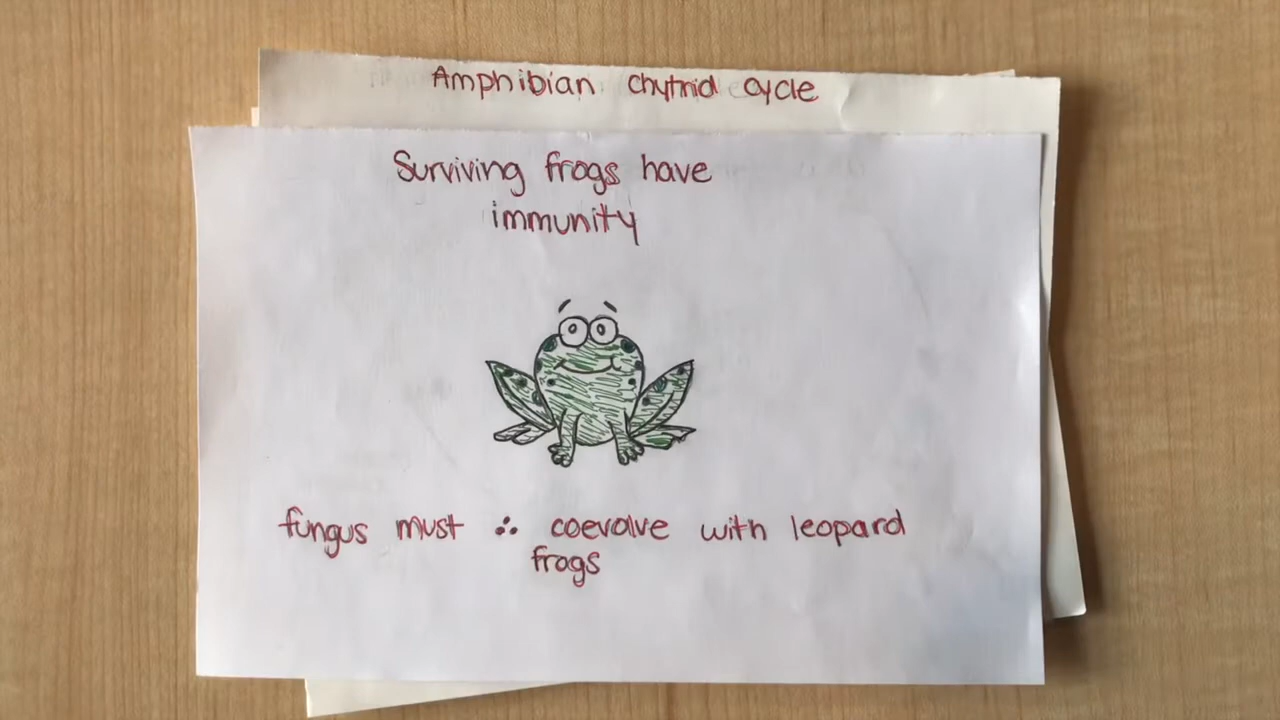 Amphibian chytrid cycle
Surviving frogs have
immunity
fungus must ∴ coevolve with leopard
frogs